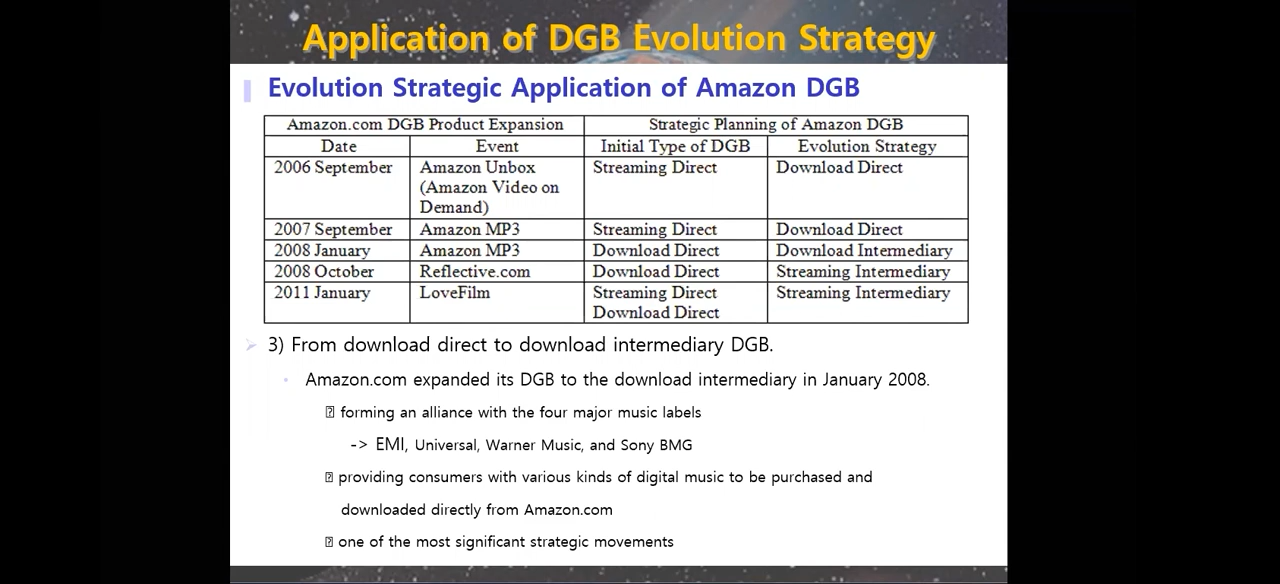 Application of DGB Evolution Strategy
Evolution Strategic Application of Amazon DGB
Amazon.com DGB Product Expansion Strategic Planning of Amazon DGB
Date Event Initial Type of DGB Evolution Strategy
2006 September Amazon Unbox Streaming Direct Download Direct
(Amazon Video on
Demand)
2007 September Amazon MP3 Streaming Direct Download Direct
2008 January Amazon MP3 Download Direct Download Intermediary
2008 October Reflective.com Download Direct Streaming Intermediary
2011 January LoveFilm Streaming Direct Streaming Intermediary
Download Direct
3) From download direct to download intermediary DGB.
Amazon.com expanded its DGB to the download intermediary in January 2008.
forming an alliance with the four major music labels
-> EMI, Universal, Warner Music, and Sony BMG
providing consumers with various kinds of digital music to be purchased and
downloaded directly from Amazon.com
one of the most significant strategic movements